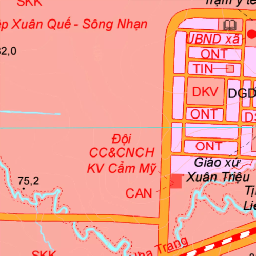 SKK
ệp Xuân Quế - Sông Nhạn
UBND xã
ONT
TIN
DKV
DGD
ONT
ONT
Đội
CC&CNCH
KV Cẩm Mỹ
Giáo xứ
Xuân Triệu
75,2
CAN
SKK